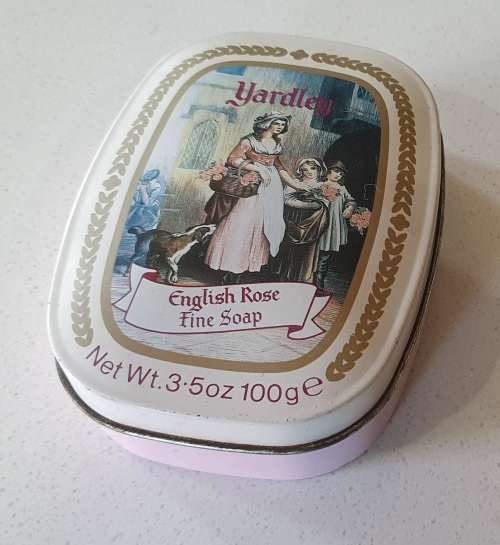 Yardley
English Rose
Fine Soap
Net Wt. 3·5oz 100g℮